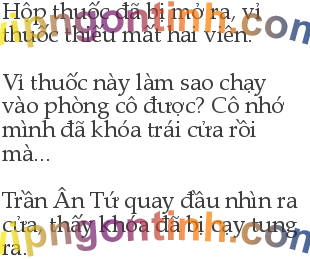 Hộp thuốc đã bị mở ra, vỉ
thuốc thiếu mất hai viên.
Vỉ thuốc này làm sao chạy
vào phòng cô được? Cô nhớ
mình đã khóa trái cửa rồi
mà...
Trần Ân Tứ quay đầu nhìn ra
cửa, thấy khóa đã bị cạy tung
ra.
vipngontinh.com
vipngontinh.com